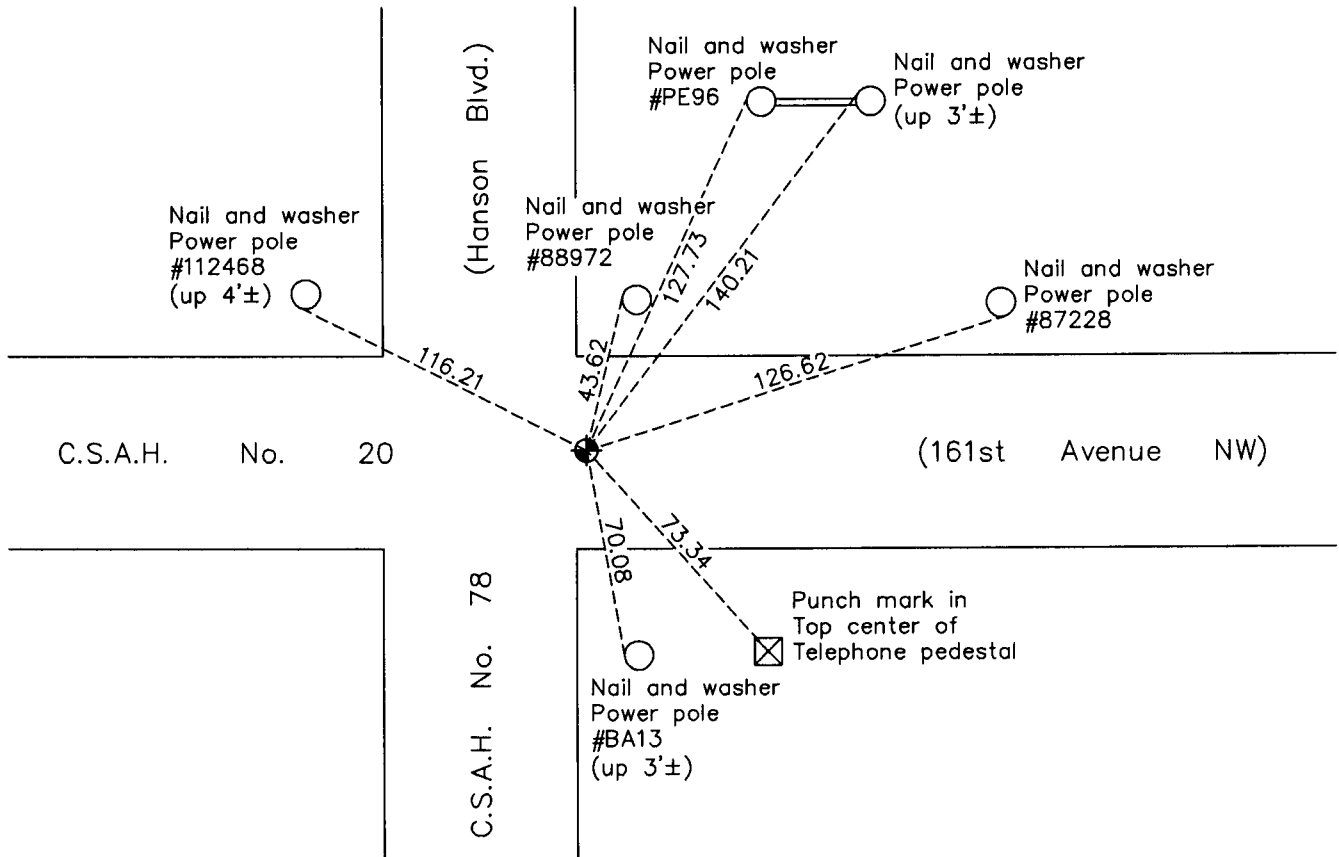 (Hanson Blvd.)
Nail and washer
Power pole
#PE96
Nail and washer
Power pole
(up 3'±)
Nail and washer
Power pole
#112468
(up 4'±)
Nail and washer
Power pole
#88972
Nail and washer
Power pole
#87228
127.73
140.21
116.21
43.62
126.62
C.S.A.H. No. 20
(161st Avenue NW)
70.08
73.34
C.S.A.H. No. 78
Punch mark in
Top center of
Telephone pedestal
Nail and washer
Power pole
#BA13
(up 3'±)